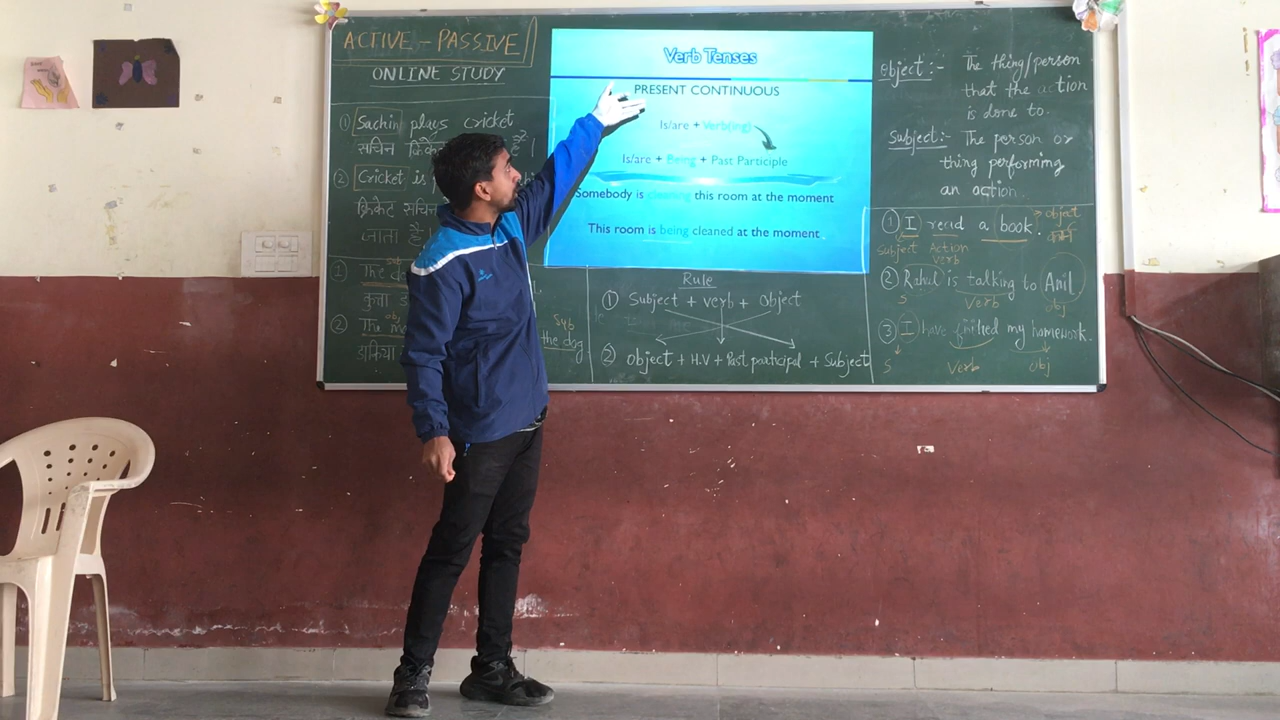 ACTIVE - PASSIVE
ONLINE STUDY
① Sachin plays cricket
सचिन क्रिकेट है।
② Cricket is
क्रिकेट सचिन
जाता है
① The
कुत्ता
② The
obj
डाकिया
Sub
the dog
Verb Tenses
PRESENT CONTINUOUS
Is/are + Verb(ing)
Is/are + Being + Past Participle
Somebody is cleaning this room at the moment
This room is being cleaned at the moment
Rule
① Subject + verb + Object
② Object + H.V + Past participal + Subject
Object :- The thing/person
that the action
is done to.
Subject :- The person or
thing performing
an action.
① I read a book. object
Subject Action कर्म
Verb
② Rahul is talking to Anil
S Verb obj
③ I have finished my homework.
S Verb Obj